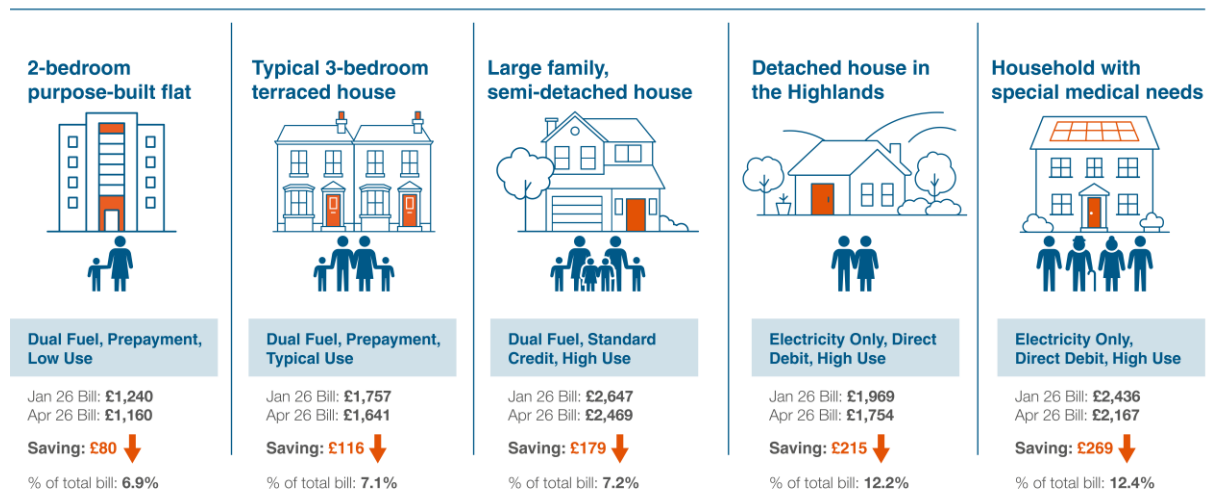 2-bedroom
purpose-built flat
Dual Fuel, Prepayment,
Low Use
Jan 26 Bill: £1,240
Apr 26 Bill: £1,160
Saving: £80
% of total bill: 6.9%
Typical 3-bedroom
terraced house
Dual Fuel, Prepayment,
Typical Use
Jan 26 Bill: £1,757
Apr 26 Bill: £1,641
Saving: £116
% of total bill: 7.1%
Large family,
semi-detached house
Dual Fuel, Standard
Credit, High Use
Jan 26 Bill: £2,647
Apr 26 Bill: £2,469
Saving: £179
% of total bill: 7.2%
Detached house in
the Highlands
Electricity Only, Direct
Debit, High Use
Jan 26 Bill: £1,969
Apr 26 Bill: £1,754
Saving: £215
% of total bill: 12.2%
Household with
special medical needs
Electricity Only,
Direct Debit, High Use
Jan 26 Bill: £2,436
Apr 26 Bill: £2,167
Saving: £269
% of total bill: 12.4%